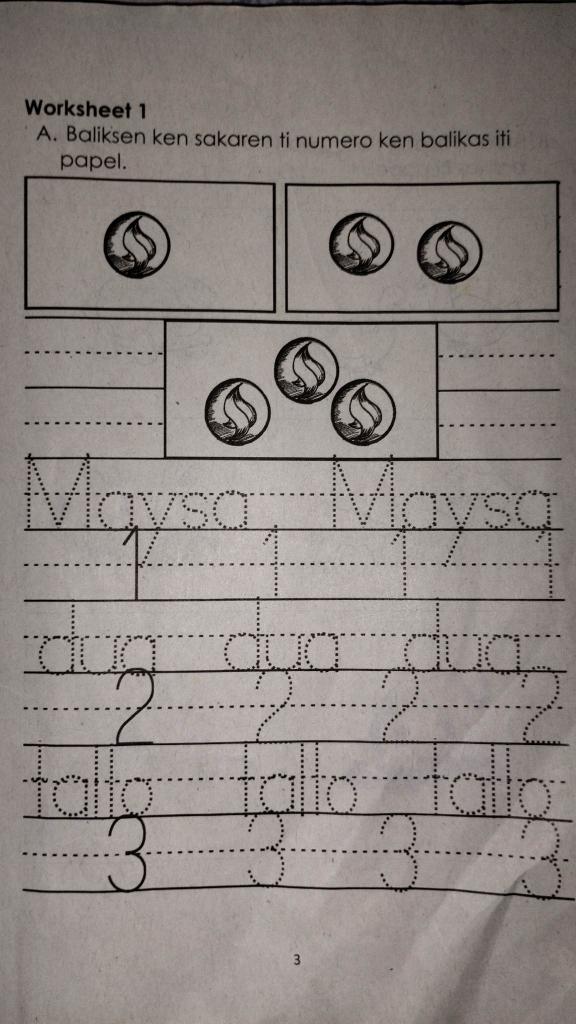 Worksheet 1
A. Baliksen ken sakaren ti numero ken balikas iti
papel.
Maysa Maysa
1 1 1 1
dua dua dua
2 2 2 2
tallo tallo tallo
3 3 3 3
3